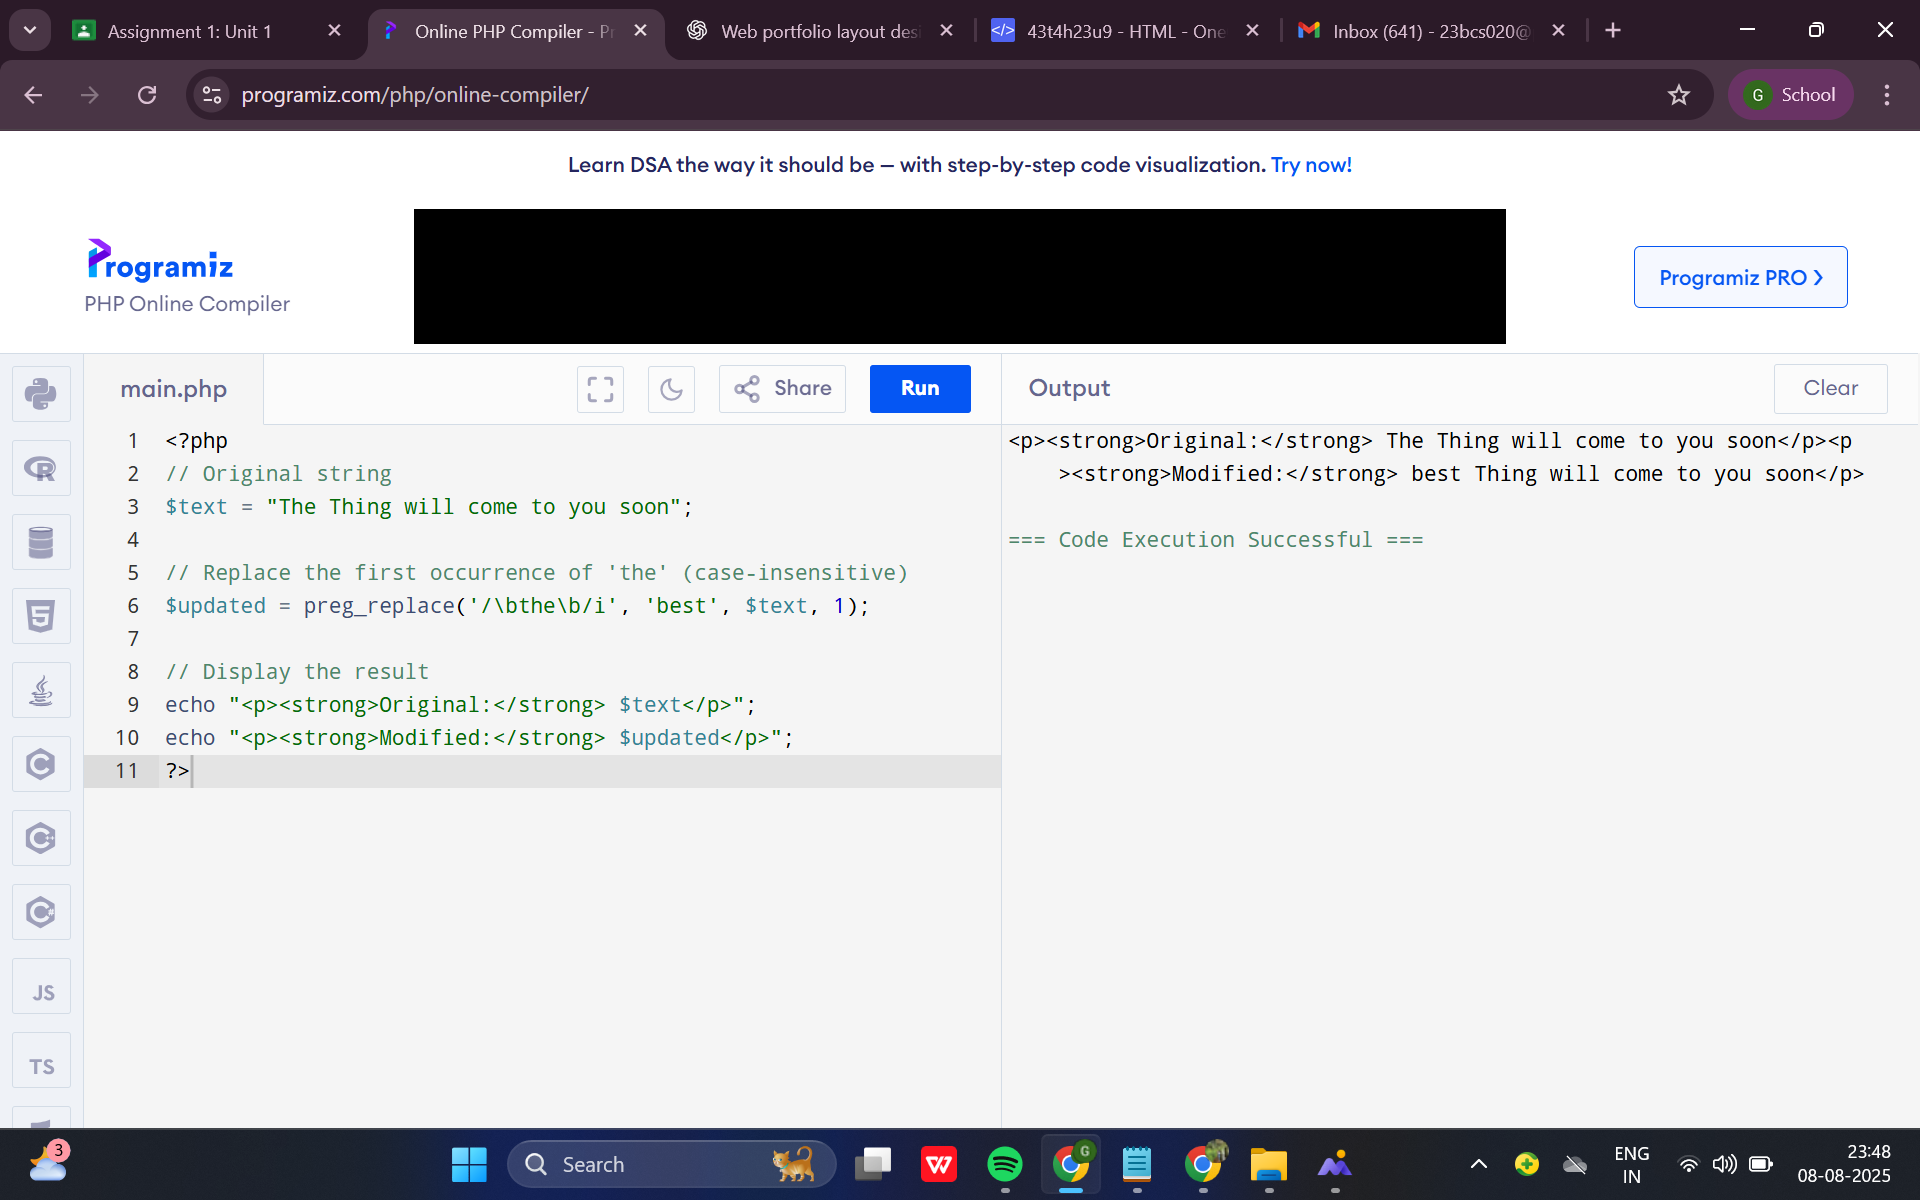 Assignment 1: Unit 1
Online PHP Compiler - Pr
Web portfolio layout desi
43t4h23u9 - HTML - One
Inbox (641) - 23bcs020@
programiz.com/php/online-compiler/
G School
Learn DSA the way it should be — with step-by-step code visualization. Try now!
Programiz
PHP Online Compiler
Programiz PRO
main.php
Share
Run
Output
Clear
1 <?php
2 // Original string
3 $text = "The Thing will come to you soon";
4
5 // Replace the first occurrence of 'the' (case-insensitive)
6 $updated = preg_replace('/\bthe\b/i', 'best', $text, 1);
7
8 // Display the result
9 echo "<p><strong>Original:</strong> $text</p>";
10 echo "<p><strong>Modified:</strong> $updated</p>";
11 ?>
<p><strong>Original:</strong> The Thing will come to you soon</p><p
><strong>Modified:</strong> best Thing will come to you soon</p>
=== Code Execution Successful ===
JS
TS
3
Search
G
ENG
IN
23:48
08-08-2025